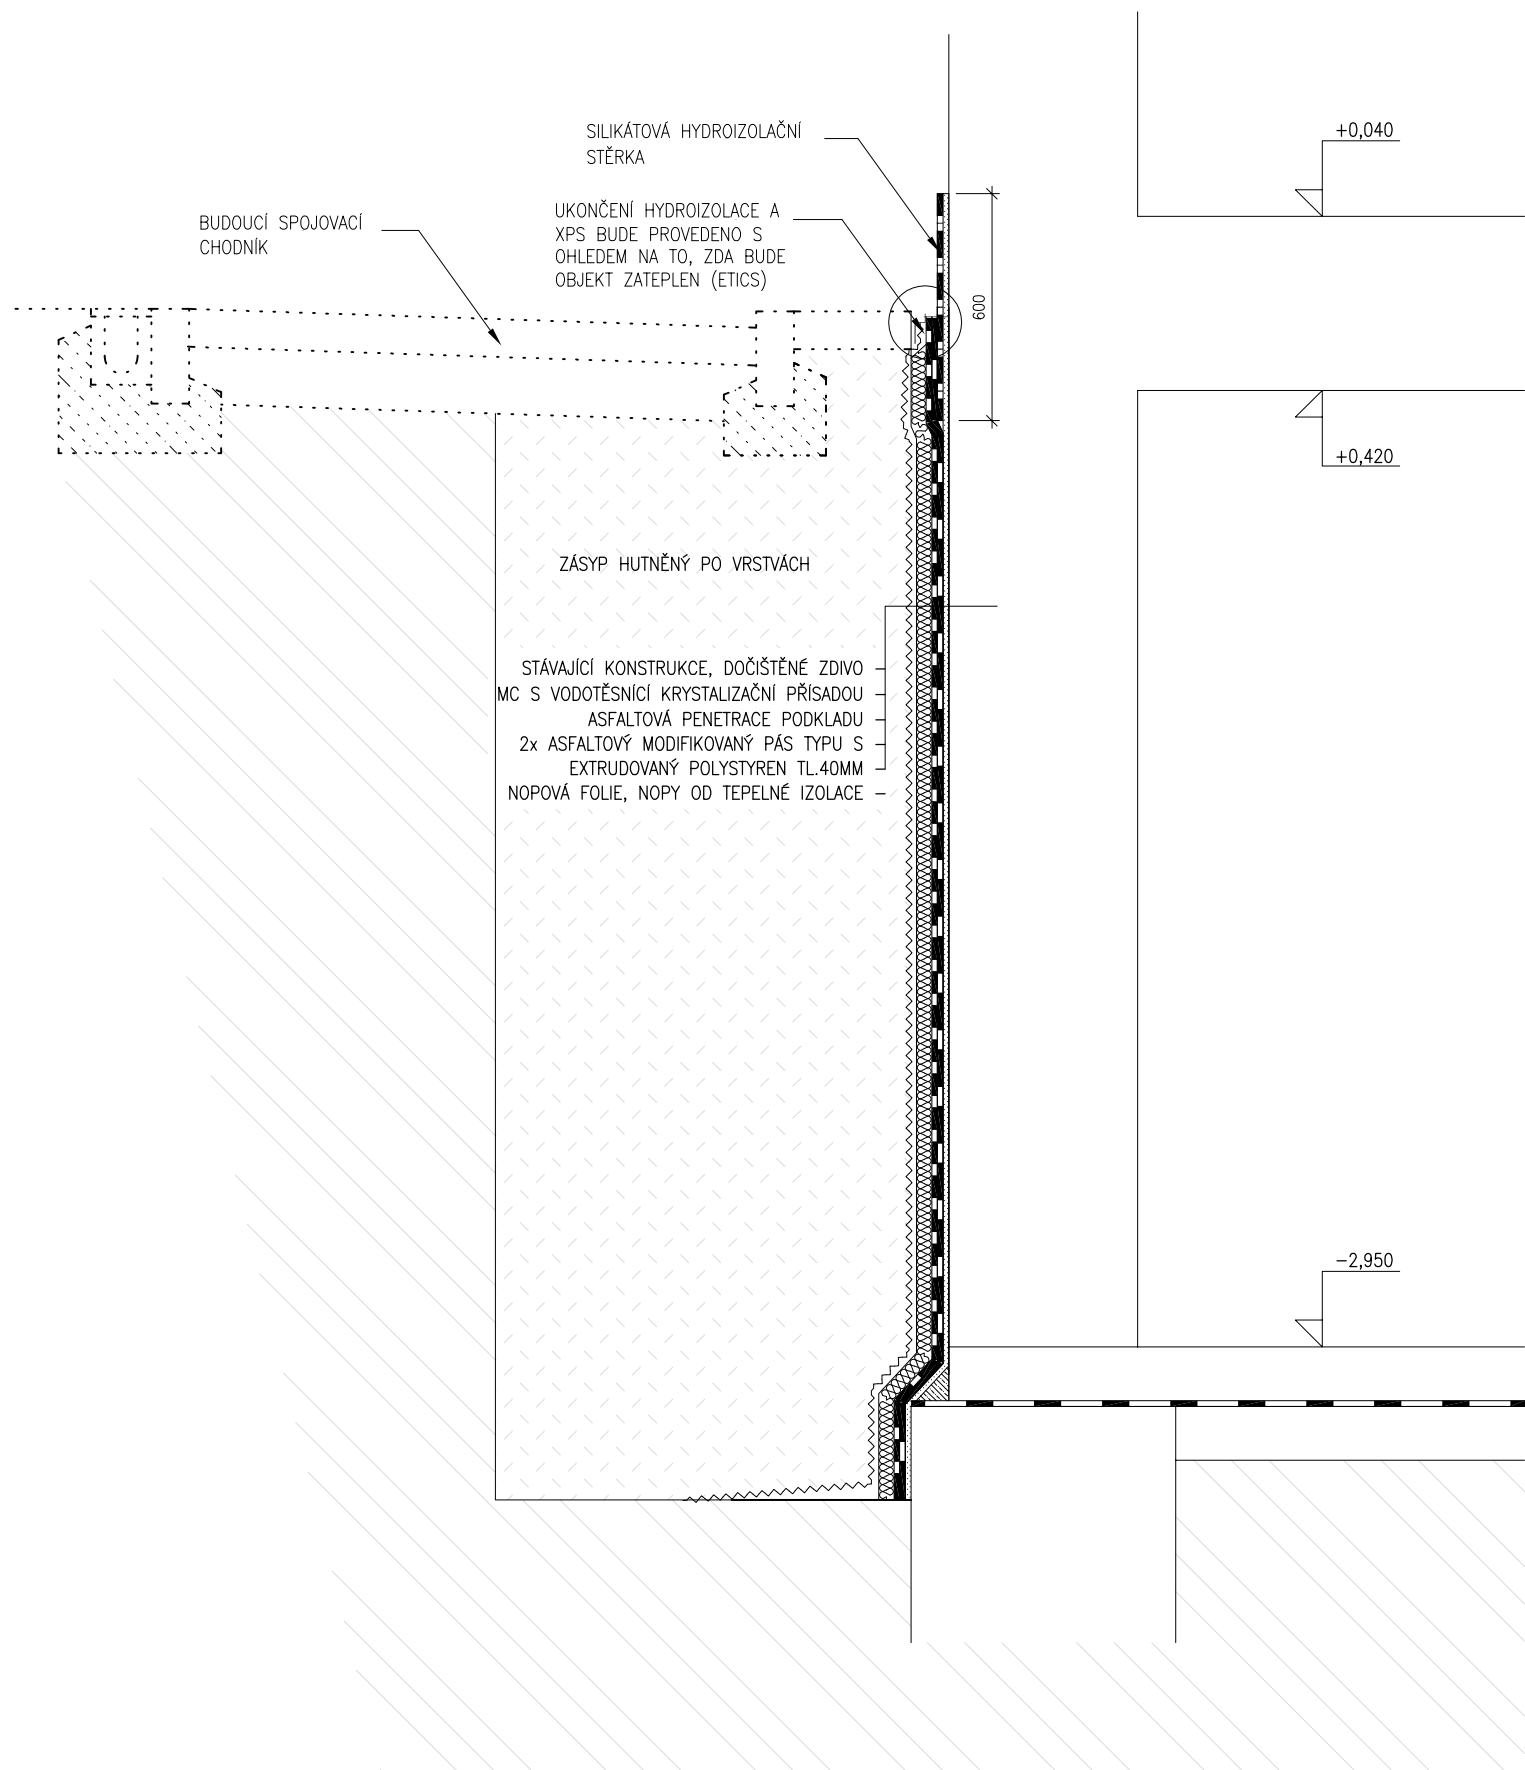 +0,040
SILIKÁTOVÁ HYDROIZOLAČNÍ
STĚRKA
BUDOUCÍ SPOJOVACÍ
CHODNÍK
UKONČENÍ HYDROIZOLACE A
XPS BUDE PROVEDENO S
OHLEDEM NA TO, ZDA BUDE
OBJEKT ZATEPLEN (ETICS)
600
+0,420
ZÁSYP HUTNĚNÝ PO VRSTVÁCH
STÁVAJÍCÍ KONSTRUKCE, DOČIŠTĚNÉ ZDIVO
MC S VODOTĚSNÍCÍ KRYSTALIZAČNÍ PŘÍSADOU
ASFALTOVÁ PENETRACE PODKLADU
2x ASFALTOVÝ MODIFIKOVANÝ PÁS TYPU S
EXTRUDOVANÝ POLYSTYREN TL.40MM
NOPOVÁ FOLIE, NOPY OD TEPELNÉ IZOLACE
-2,950